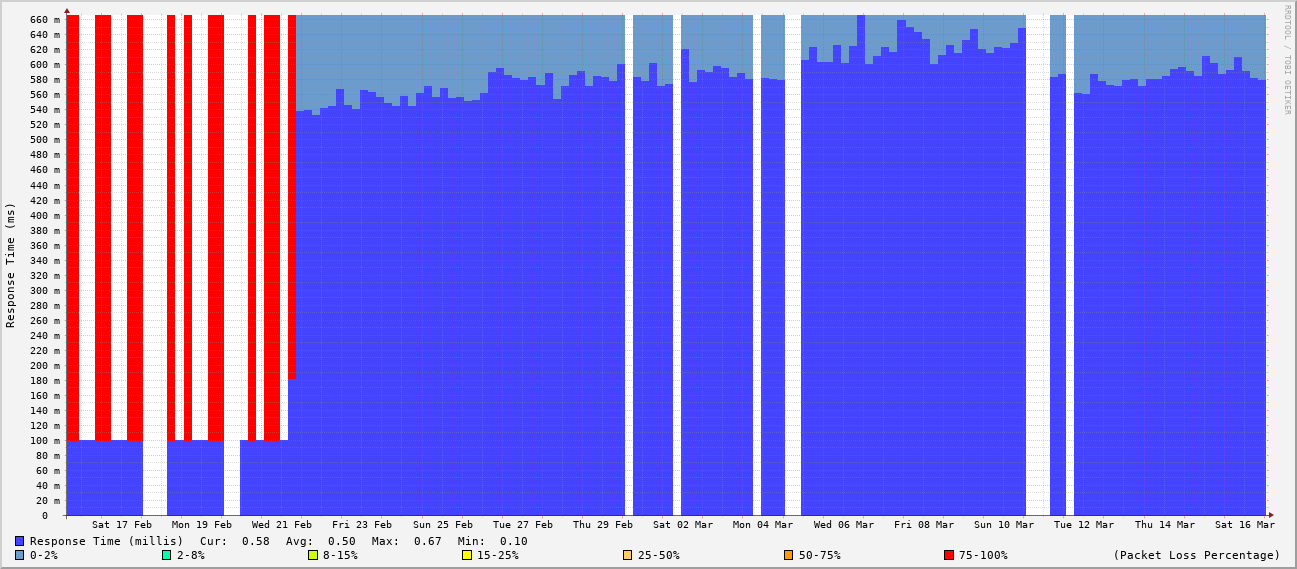 RRDTOOL / TOBI OETIKER
Response Time (ms)
660 m
640 m
620 m
600 m
580 m
560 m
540 m
520 m
500 m
480 m
460 m
440 m
420 m
400 m
380 m
360 m
340 m
320 m
300 m
280 m
260 m
240 m
220 m
200 m
180 m
160 m
140 m
120 m
100 m
80 m
60 m
40 m
20 m
0
Sat 17 Feb Mon 19 Feb Wed 21 Feb Fri 23 Feb Sun 25 Feb Tue 27 Feb Thu 29 Feb Sat 02 Mar Mon 04 Mar Wed 06 Mar Fri 08 Mar Sun 10 Mar Tue 12 Mar Thu 14 Mar Sat 16 Mar
Response Time (millis) Cur: 0.58 Avg: 0.50 Max: 0.67 Min: 0.10
0-2% 2-8% 8-15% 15-25% 25-50% 50-75% 75-100% (Packet Loss Percentage)